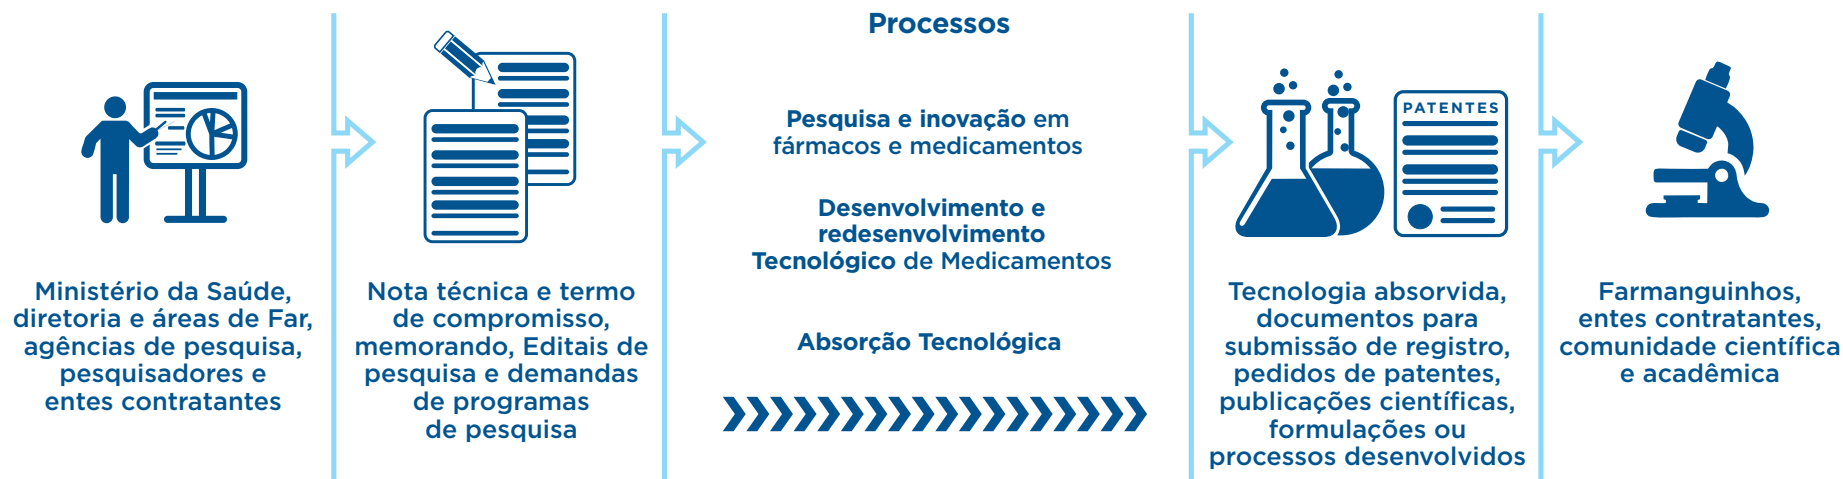 Ministério da Saúde,
diretoria e áreas de Far,
agências de pesquisa,
pesquisadores e
entes contratantes
Nota técnica e termo
de compromisso,
memorando, Editais de
pesquisa e demandas
de programas
de pesquisa
Processos
Pesquisa e inovação em
fármacos e medicamentos
Desenvolvimento e
redesenvolvimento
Tecnológico de Medicamentos
Absorção Tecnológica
PATENTES
Tecnologia absorvida,
documentos para
submissão de registro,
pedidos de patentes,
publicações científicas,
formulações ou
processos desenvolvidos
Farmanguinhos,
entes contratantes,
comunidade científica
e acadêmica